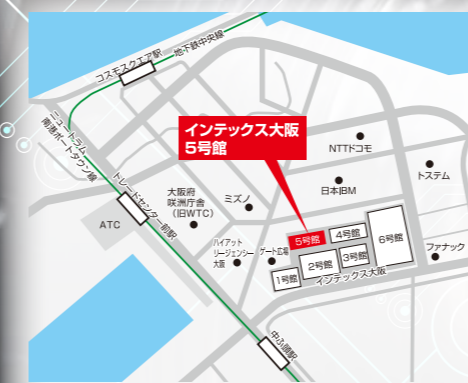 コスモスクエア駅
地下鉄中央線
ニュートラム
南港ポートタウン線
インテックス大阪
5号館
NTTドコモ
トステム
日本IBM
トレードセンター前駅
大阪府
咲洲庁舎
(旧WTC)
ミズノ
ATC
5号館
4号館
6号館
ハイアット
リージェンシー
大阪
ゲート広場
ファナック
1号館
2号館
3号館
インテックス大阪
中ふ頭駅